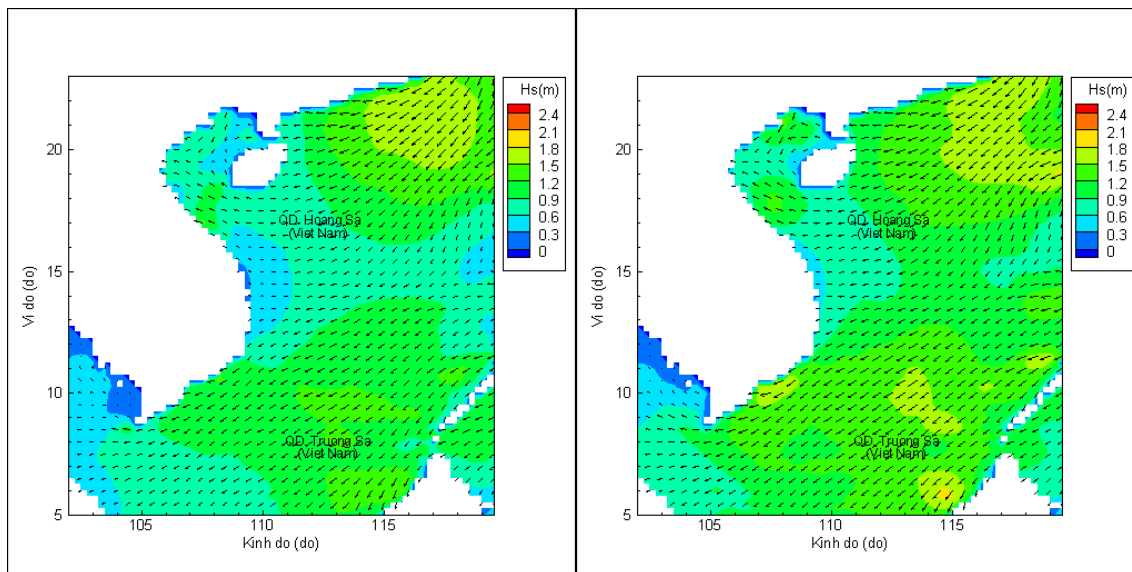 Hs(m)
2.4
2.1
1.8
1.5
1.2
0.9
0.6
0.3
0
20
15
10
5
Vi do (do)
QD. Hoang Sa
(Viet Nam)
QD. Truong Sa
(Viet Nam)
105
110
115
Kinh do (do)
Hs(m)
2.4
2.1
1.8
1.5
1.2
0.9
0.6
0.3
0
20
15
10
5
Vi do (do)
QD. Hoang Sa
(Viet Nam)
QD. Truong Sa
(Viet Nam)
105
110
115
Kinh do (do)